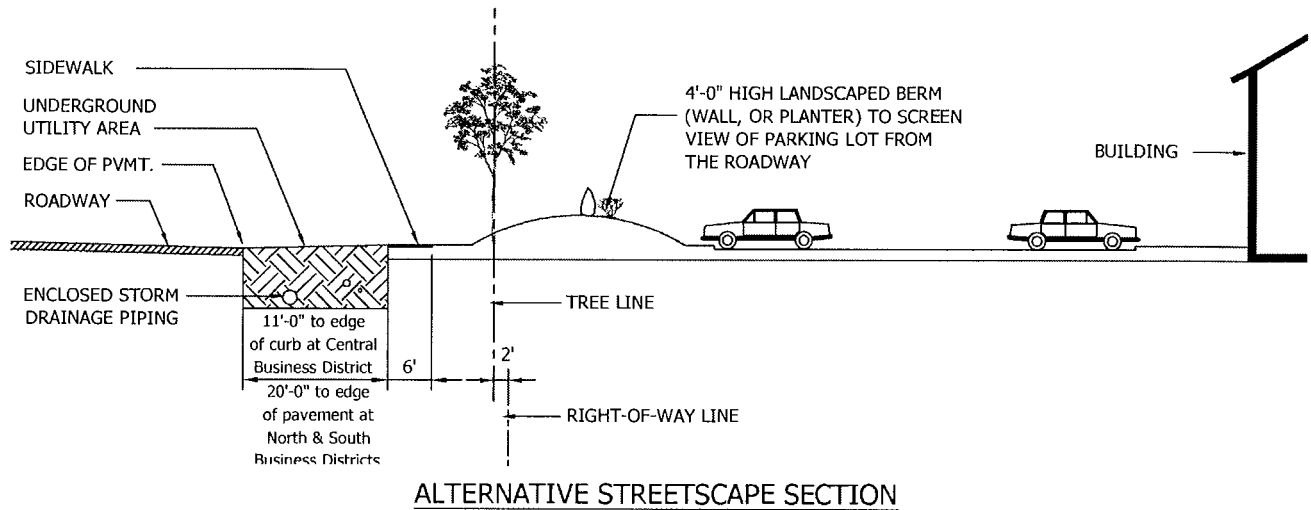 SIDEWALK
UNDERGROUND
UTILITY AREA
EDGE OF PVMT.
ROADWAY
ENCLOSED STORM
DRAINAGE PIPING
11'-0" to edge
of curb at Central
Business District
20'-0" to edge
of pavement at
North & South
Business Districts
6'
2'
4'-0" HIGH LANDSCAPED BERM
(WALL, OR PLANTER) TO SCREEN
VIEW OF PARKING LOT FROM
THE ROADWAY
BUILDING
TREE LINE
RIGHT-OF-WAY LINE
ALTERNATIVE STREETSCAPE SECTION